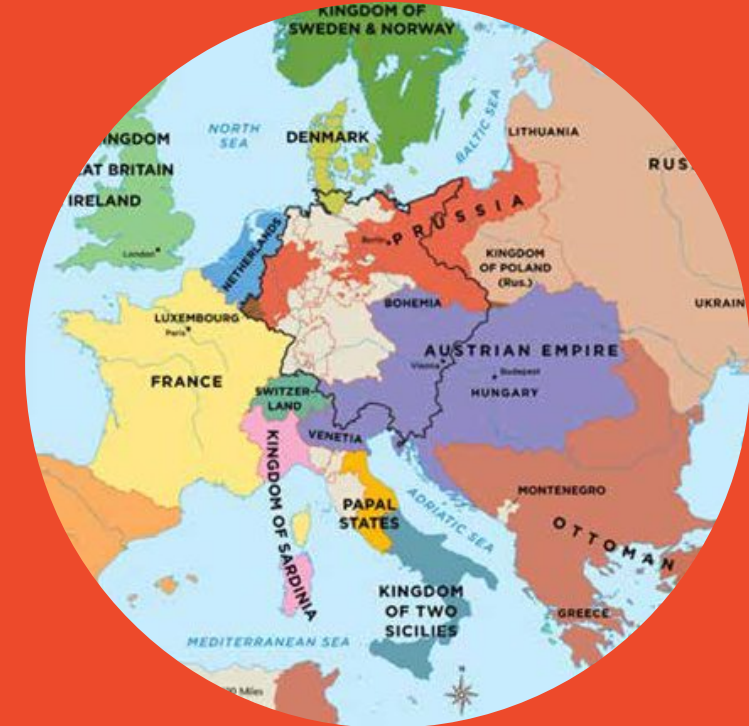 KINGDOM OF
SWEDEN & NORWAY
NORTH
SEA
DENMARK
BALTIC SEA
LITHUANIA
INGDOM
AT BRITAIN
IRELAND
London
RUS
NETHERLANDS
Berlin
PRUSSIA
KINGDOM
OF POLAND
(Rus.)
UKRAIN
LUXEMBOURG
Paris
BOHEMIA
FRANCE
Vienna
AUSTRIAN EMPIRE
Budapest
HUNGARY
SWITZER-
LAND
VENETIA
KINGDOM OF SARDINIA
PAPAL
STATES
ADRIATIC SEA
MONTENEGRO
OTTOMAN
KINGDOM
OF TWO
SICILIES
GREECE
MEDITERRANEAN SEA
00 Miles